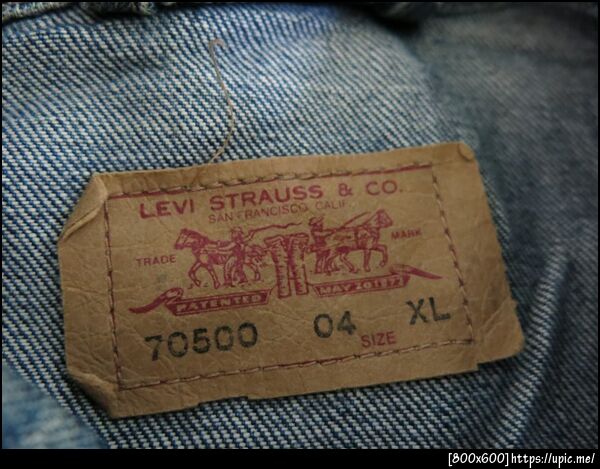 LEVI STRAUSS & CO.
SAN FRANCISCO, CALIF.
TRADE MARK
PATENTED MAY 20 1873
70500 04 SIZE XL
[800x600]https://upic.me/